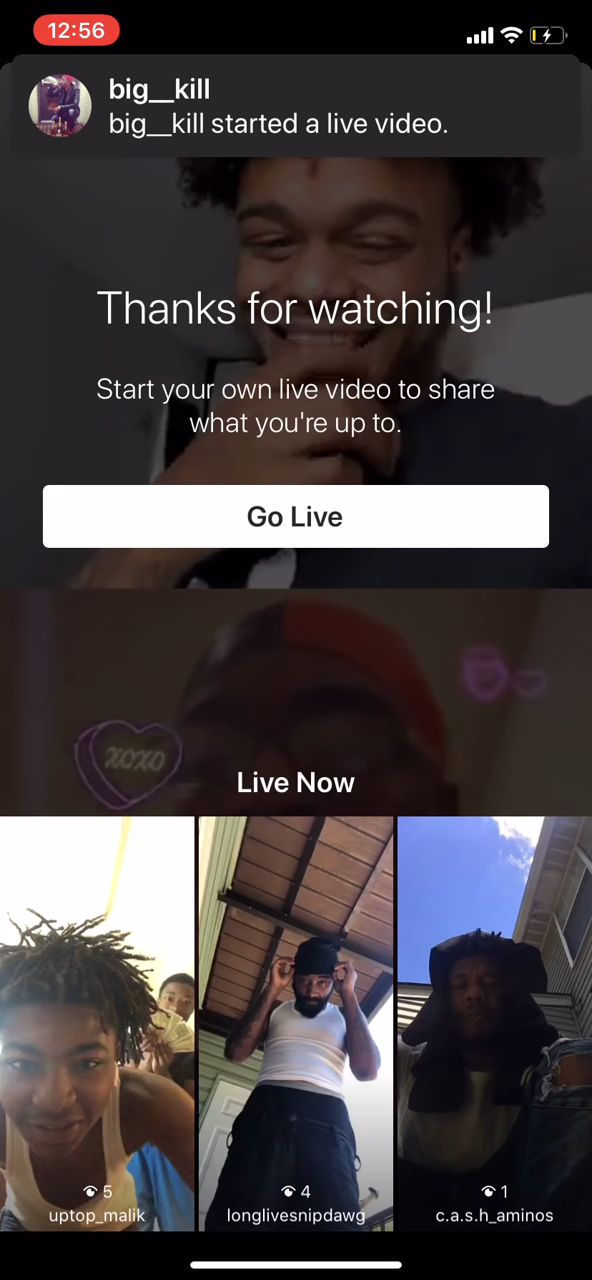 12:56
big__kill
big__kill started a live video.
Thanks for watching!
Start your own live video to share
what you're up to.
Go Live
XOXO
Live Now
5
uptop_malik
4
longlivesnipdawg
1
c.a.s.h_aminos